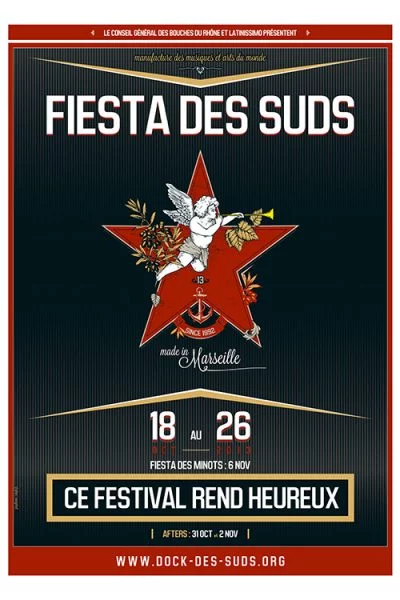 LE CONSEIL GÉNÉRAL DES BOUCHES DU RHÔNE ET LATINISSIMO PRÉSENTENT
manufacture des musiques et arts du monde
FIESTA DES SUDS
13
SINCE 1992
made in Marseille
18 AU 26
OCT 2013
FIESTA DES MINOTS : 6 NOV
CE FESTIVAL REND HEUREUX
AFTERS : 31 OCT et 2 NOV
WWW.DOCK-DES-SUDS.ORG